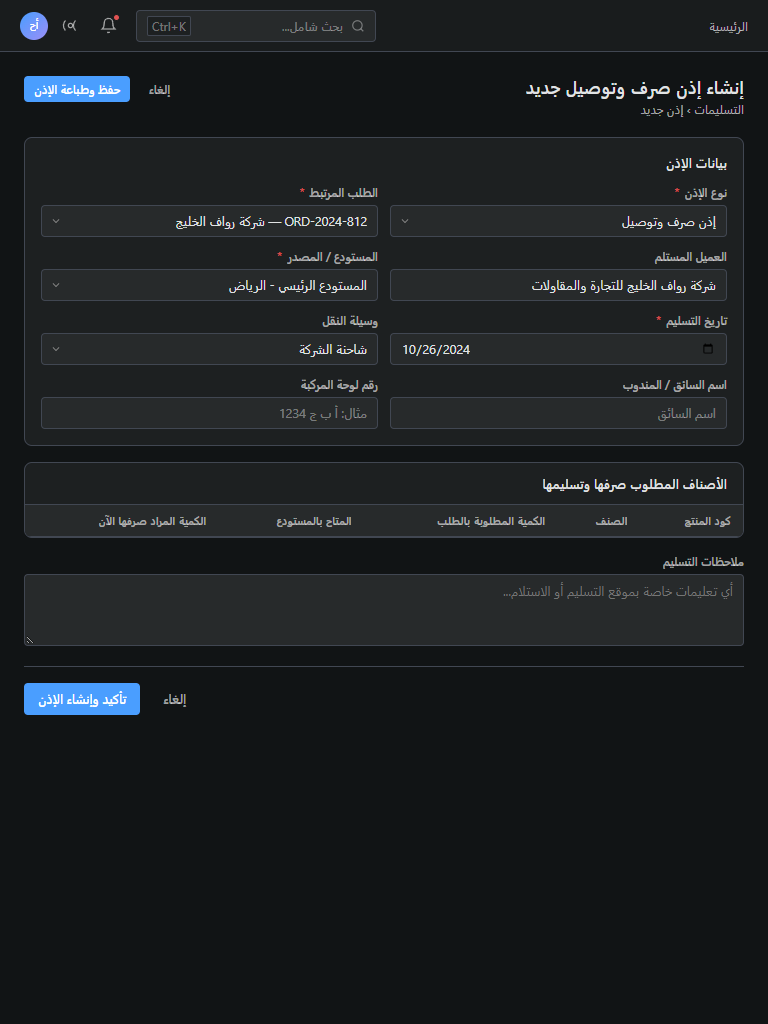 الرئيسية
بحث شامل...
Ctrl+K
أح
إنشاء إذن صرف وتوصيل جديد
التسليمات › إذن جديد
إلغاء
حفظ وطباعة الإذن
بيانات الإذن
نوع الإذن *
الطلب المرتبط *
إذن صرف وتوصيل
ORD-2024-812 — شركة رواف الخليج
العميل المستلم
المستودع / المصدر *
شركة رواف الخليج للتجارة والمقاولات
المستودع الرئيسي - الرياض
تاريخ التسليم *
وسيلة النقل
10/26/2024
شاحنة الشركة
اسم السائق / المندوب
رقم لوحة المركبة
اسم السائق
مثال: أ ب ج 1234
الأصناف المطلوب صرفها وتسليمها
كود المنتج
الصنف
الكمية المطلوبة بالطلب
المتاح بالمستودع
الكمية المراد صرفها الآن
ملاحظات التسليم
أي تعليمات خاصة بموقع التسليم أو الاستلام...
إلغاء
تأكيد وإنشاء الإذن